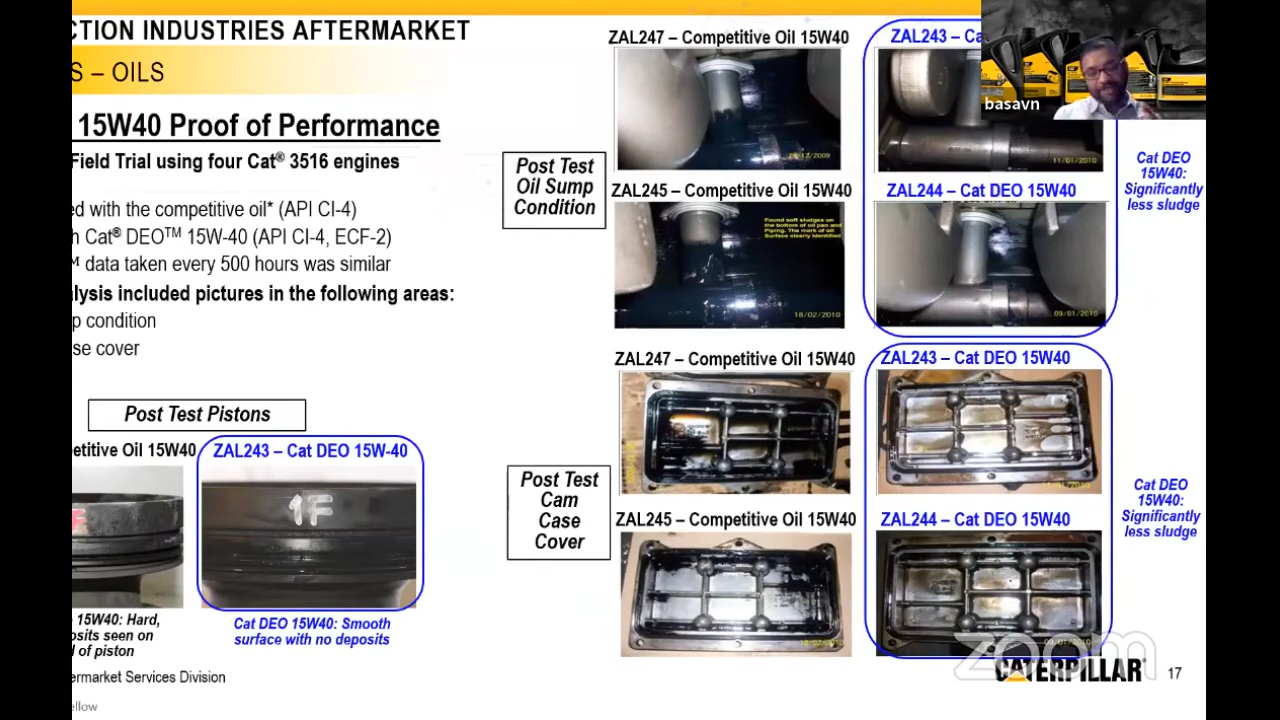 CTION INDUSTRIES AFTERMARKET
S – OILS
15W40 Proof of Performance
Field Trial using four Cat® 3516 engines
ed with the competitive oil* (API CI-4)
h Cat® DEO™ 15W-40 (API CI-4, ECF-2)
™ data taken every 500 hours was similar
alysis included pictures in the following areas:
p condition
se cover
Post Test Pistons
etitive Oil 15W40
ZAL243 – Cat DEO 15W-40
1F
15W40: Hard,
osits seen on
l of piston
Cat DEO 15W40: Smooth
surface with no deposits
ermarket Services Division
ellow
Post Test
Oil Sump
Condition
ZAL247 – Competitive Oil 15W40
ZAL243 – Ca
basavn
11/01/2010
Cat DEO
15W40:
Significantly
less sludge
ZAL245 – Competitive Oil 15W40
Found soft sludges on
the bottom of oil pan and
Piping. The mark of oil
Surface clearly identified
18/02/2010
ZAL244 – Cat DEO 15W40
09/01/2010
Post Test
Cam
Case
Cover
ZAL247 – Competitive Oil 15W40
ZAL243 – Cat DEO 15W40
ZAL245 – Competitive Oil 15W40
ZAL244 – Cat DEO 15W40
Cat DEO
15W40:
Significantly
less sludge
zoom
CATERPILLAR®
17